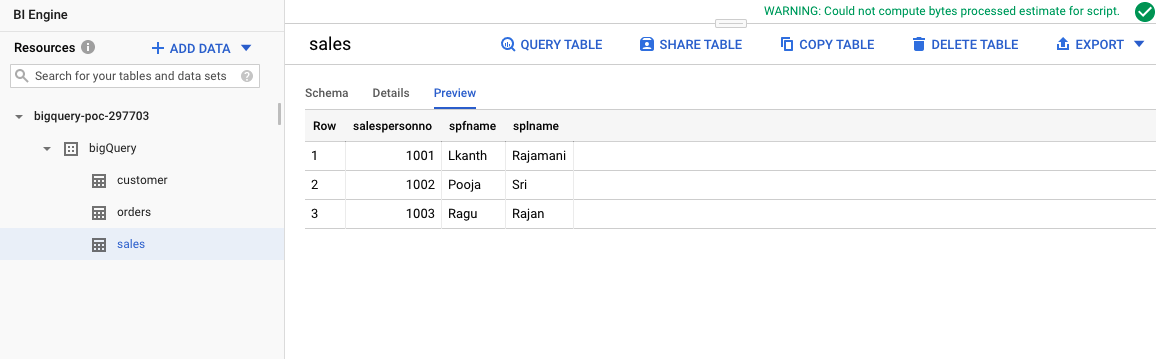 BI Engine
Resources
ADD DATA
Search for your tables and data sets
bigquery-poc-297703
bigQuery
customer
orders
sales
WARNING: Could not compute bytes processed estimate for script.
sales
QUERY TABLE SHARE TABLE COPY TABLE DELETE TABLE EXPORT
Schema Details Preview
Row salespersonno spfname splname
1 1001 Lkanth Rajamani
2 1002 Pooja Sri
3 1003 Ragu Rajan